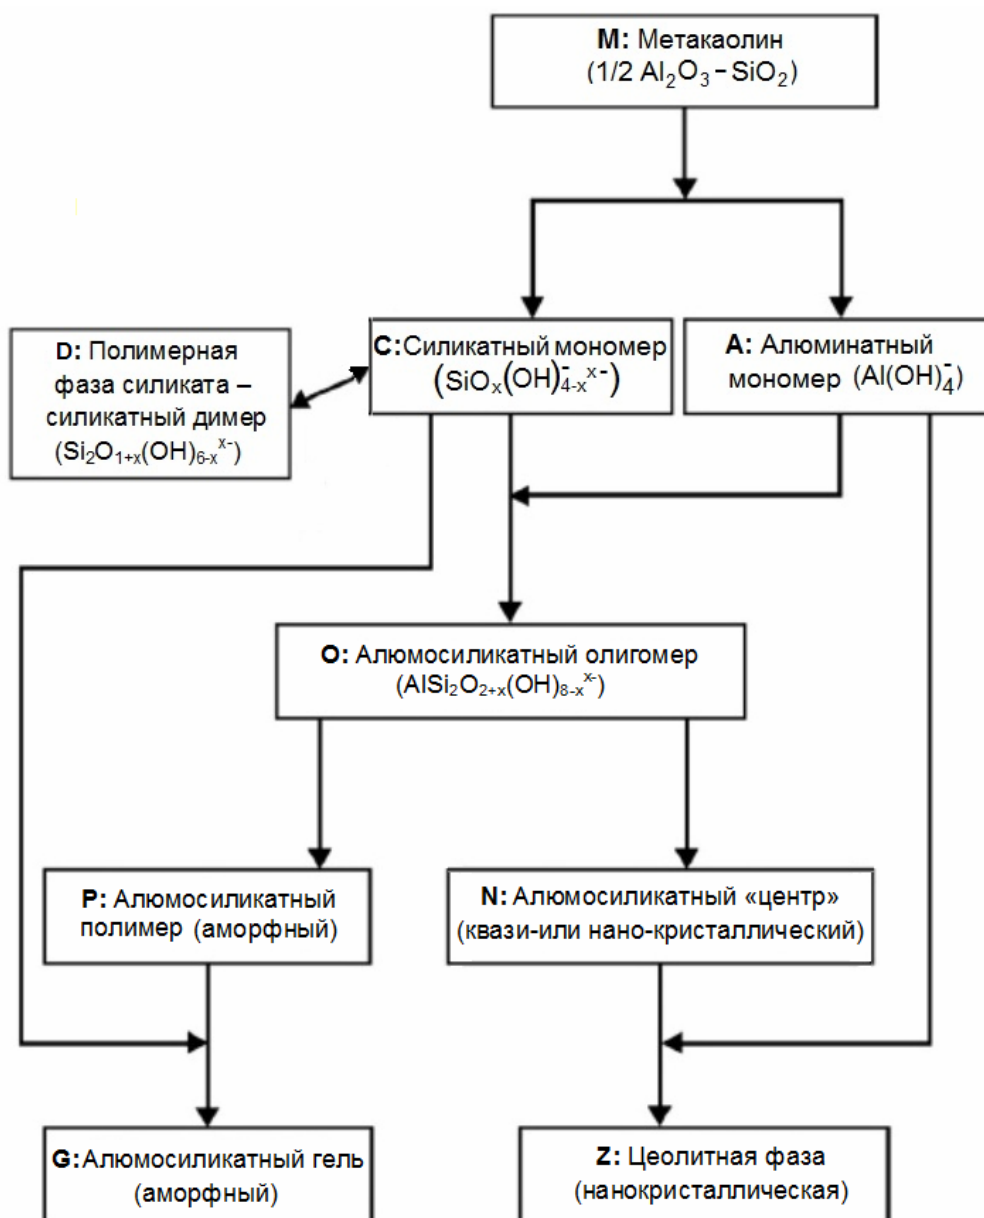 M: Метакаолин
(1/2 Al₂O₃ – SiO₂)
D: Полимерная
фаза силиката –
силикатный димер
(Si₂O₁₊ₓ(OH)₆₋ₓˣ⁻)
C:Силикатный мономер
(SiOₓ(OH)⁻₄₋ₓˣ⁻)
A: Алюминатный
мономер (Al(OH)₄⁻)
O: Алюмосиликатный олигомер
(AlSi₂O₂₊ₓ(OH)₈₋ₓˣ⁻)
P: Алюмосиликатный
полимер (аморфный)
N: Алюмосиликатный «центр»
(квази-или нано-кристаллический)
G:Алюмосиликатный гель
(аморфный)
Z: Цеолитная фаза
(нанокристаллическая)